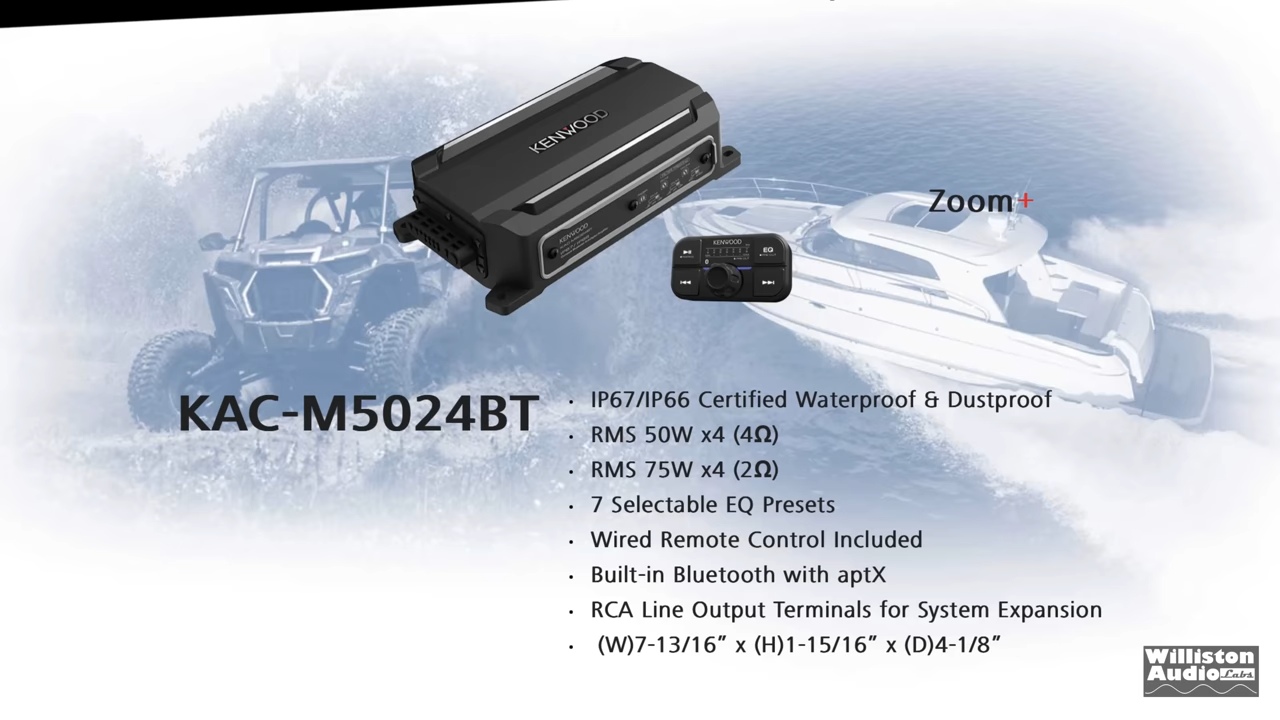 KENWOOD
Zoom+
KENWOOD
KENWOOD
EQ
KAC-M5024BT
· IP67/IP66 Certified Waterproof & Dustproof
· RMS 50W x4 (4Ω)
· RMS 75W x4 (2Ω)
· 7 Selectable EQ Presets
· Wired Remote Control Included
· Built-in Bluetooth with aptX
· RCA Line Output Terminals for System Expansion
· (W)7-13/16” x (H)1-15/16” x (D)4-1/8”
Williston
Audio Labs